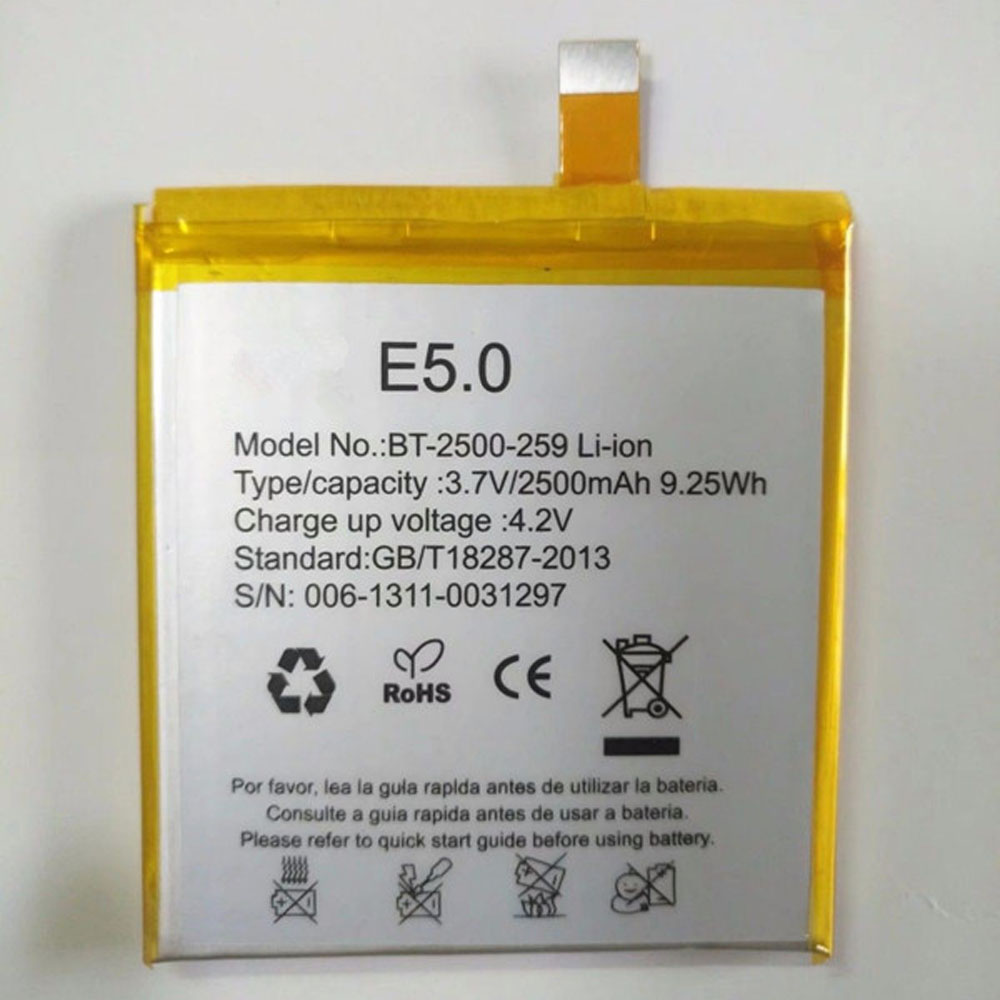 E5.0
Model No.:BT-2500-259 Li-ion
Type/capacity :3.7V/2500mAh 9.25Wh
Charge up voltage :4.2V
Standard:GB/T18287-2013
S/N: 006-1311-0031297
RoHS CE
Por favor, lea la gula raplda antes de utilizar la bateria.
Consulte a guia rapida antes de usar a bateria.
Please refer to quick start guide before using battery.